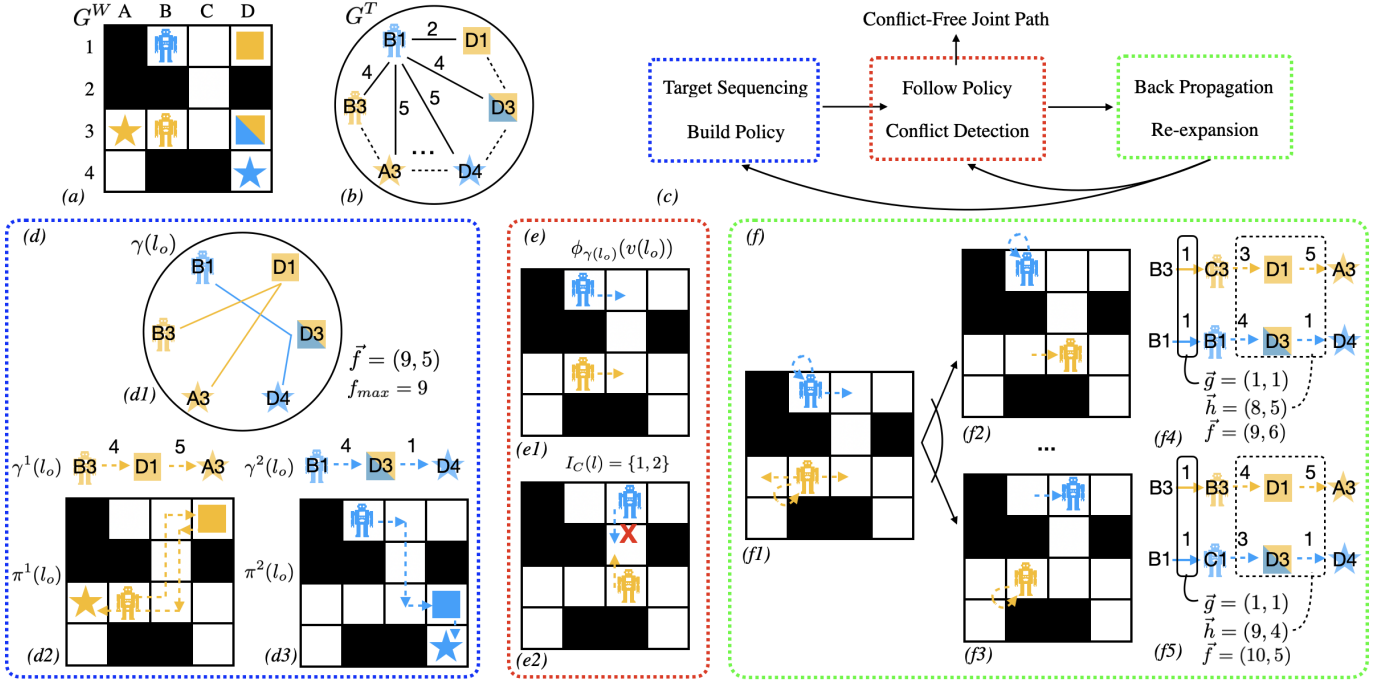 G^W A B C D
1
2
3
4
(a)
G^T
B1 2 D1
4 4
B3 5 5 D3
...
A3 D4
(b)
Conflict-Free Joint Path
Target Sequencing
Build Policy
Follow Policy
Conflict Detection
Back Propagation
Re-expansion
(c)
(d)
γ(l_o)
B1 D1
B3 D3
A3 D4
(d1)
f⃗ = (9, 5)
f_{max} = 9
γ^1(l_o) B3 4 D1 5 A3
γ^2(l_o) B1 4 D3 1 D4
π^1(l_o)
(d2)
π^2(l_o)
(d3)
(e)
ϕ_{γ(l_o)}(v(l_o))
(e1)
I_C(l) = {1, 2}
X
(e2)
(f)
(f1)
(f2)
...
(f3)
B3 1 C3 3 D1 5 A3
B1 1 B1 4 D3 1 D4
g⃗ = (1, 1)
h⃗ = (8, 5)
f⃗ = (9, 6)
(f4)
B3 1 B3 4 D1 5 A3
B1 1 C1 3 D3 1 D4
g⃗ = (1, 1)
h⃗ = (9, 4)
f⃗ = (10, 5)
(f5)